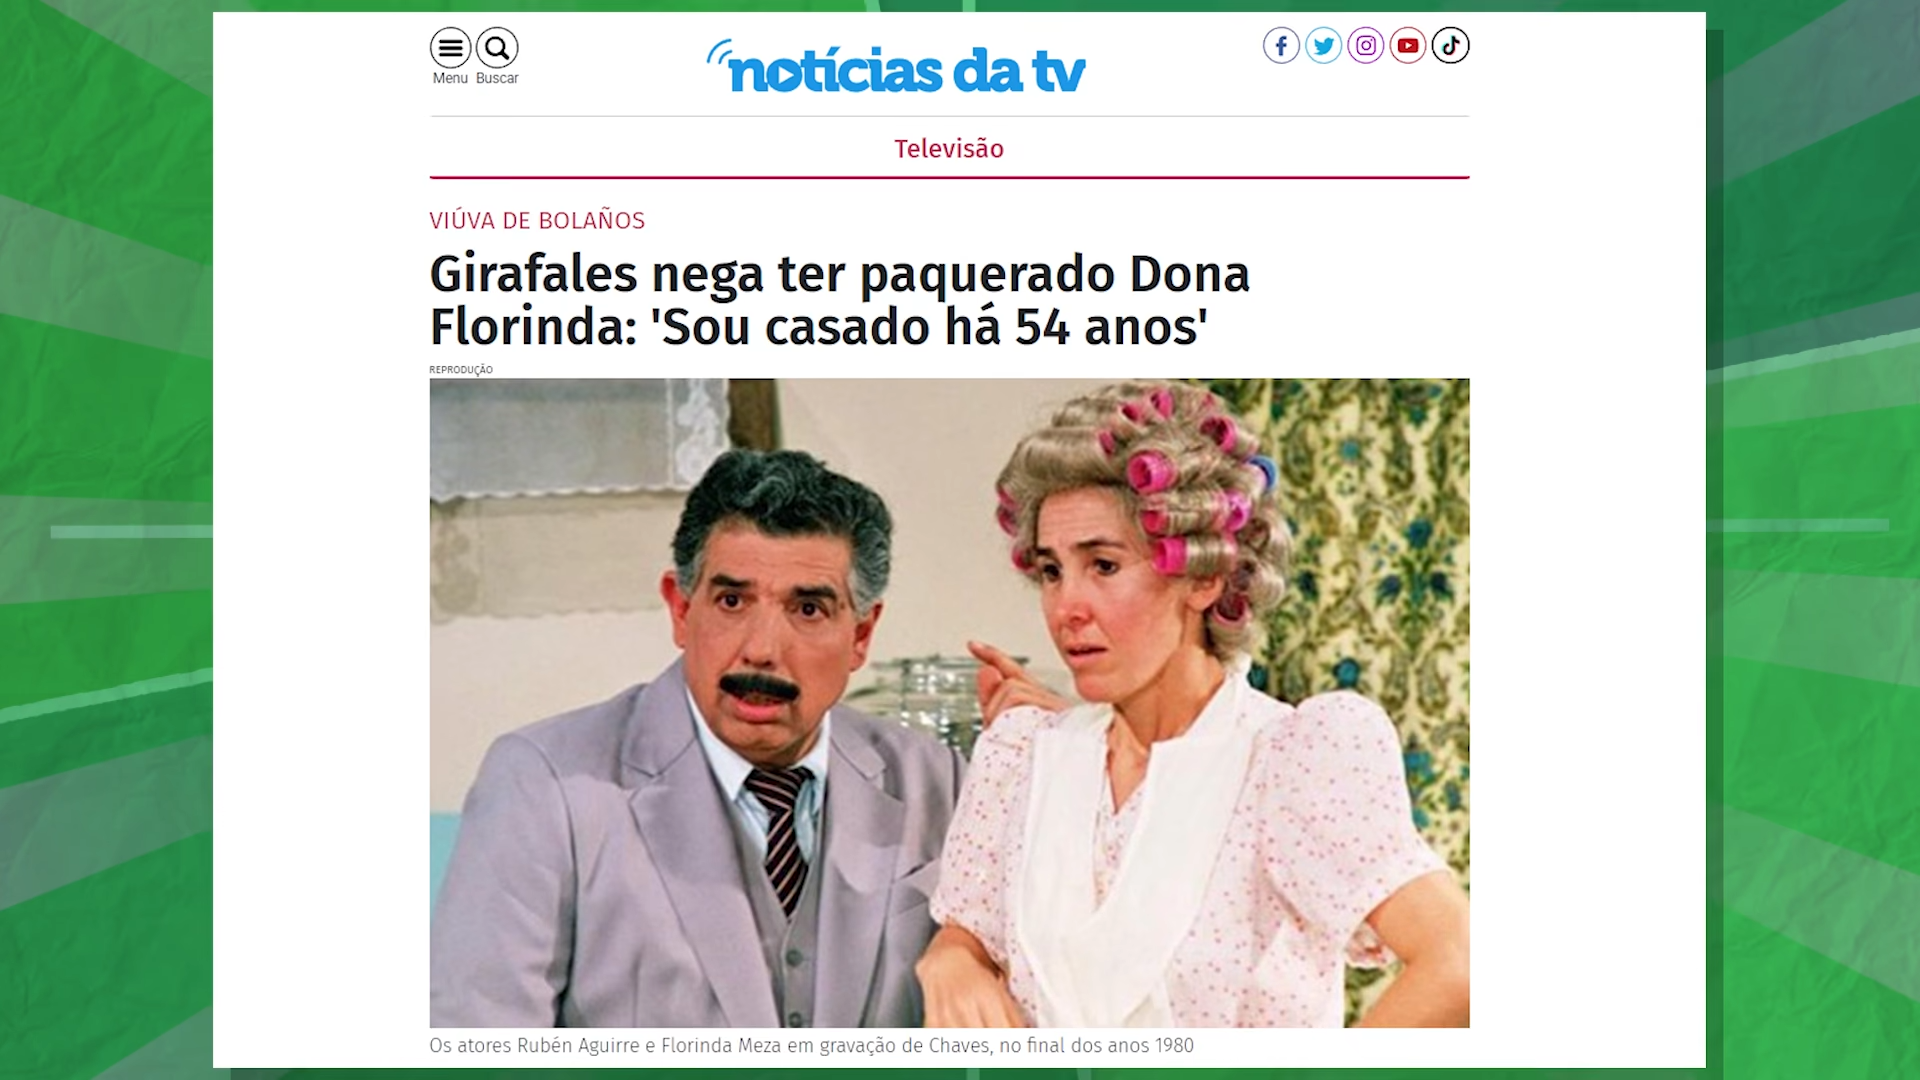 Menu Buscar
notícias da tv
Televisão
VIÚVA DE BOLAÑOS
Girafales nega ter paquerado Dona
Florinda: 'Sou casado há 54 anos'
REPRODUÇÃO
Os atores Rubén Aguirre e Florinda Meza em gravação de Chaves, no final dos anos 1980